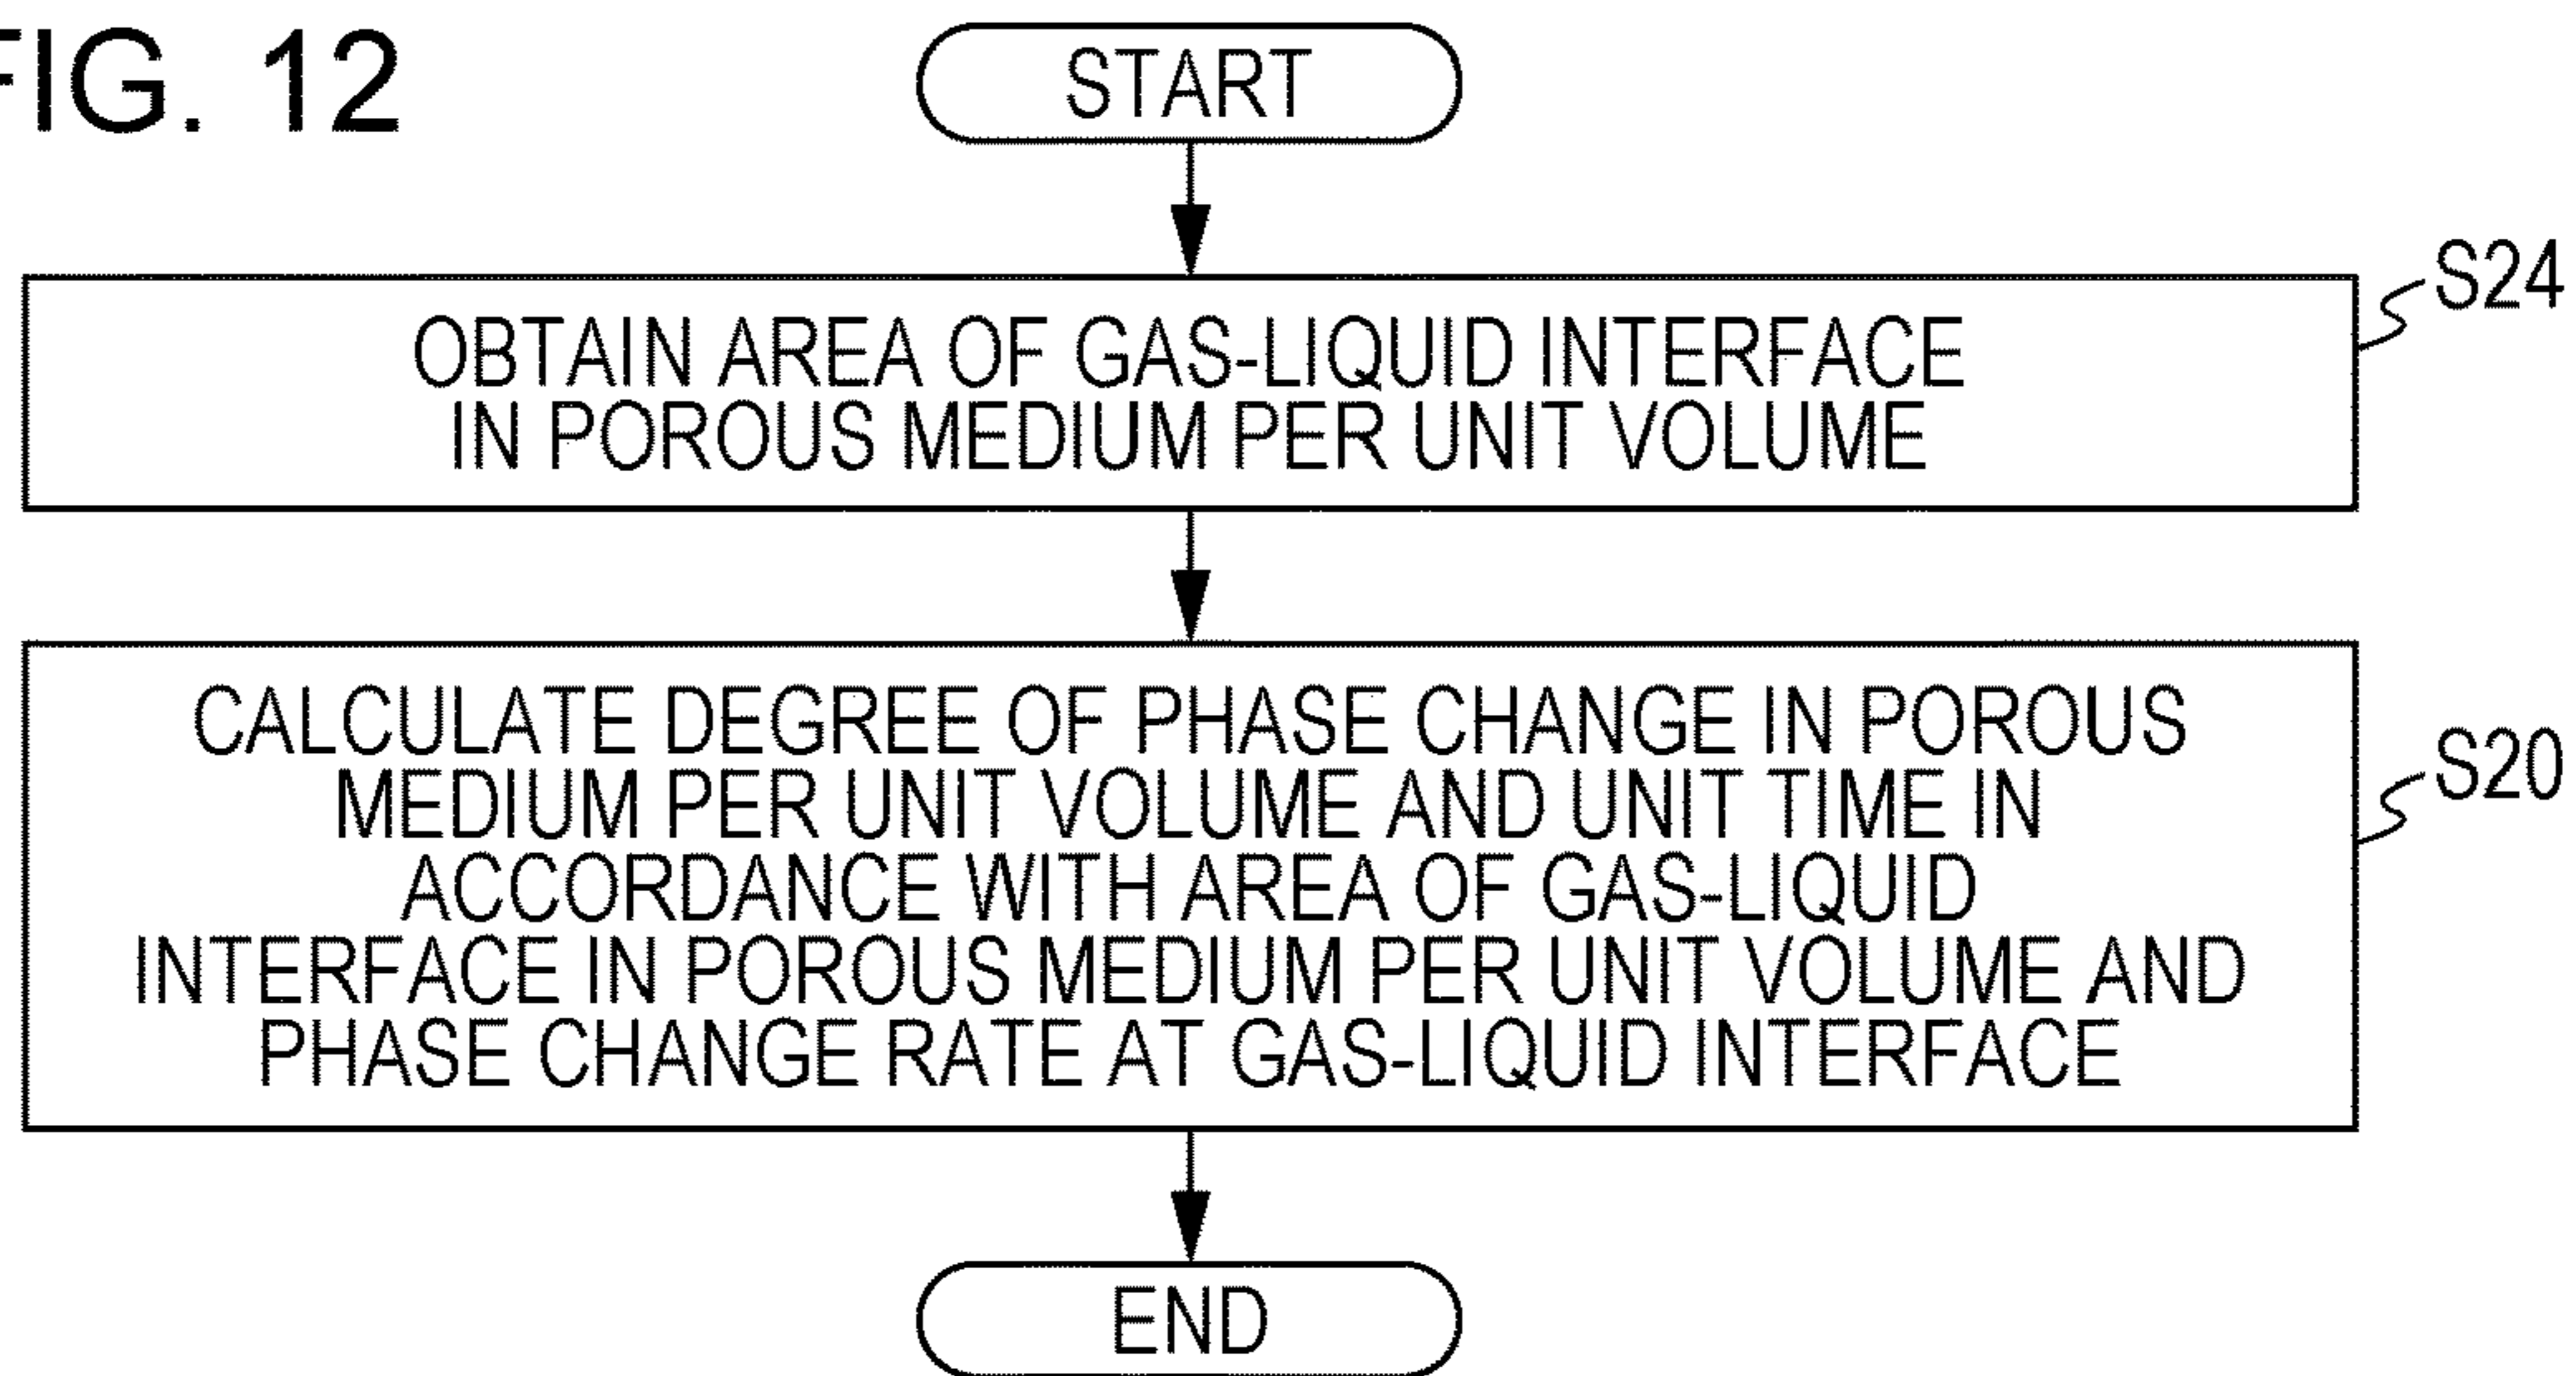 FIG. 12
START
S24
OBTAIN AREA OF GAS-LIQUID INTERFACE
IN POROUS MEDIUM PER UNIT VOLUME
S20
CALCULATE DEGREE OF PHASE CHANGE IN POROUS
MEDIUM PER UNIT VOLUME AND UNIT TIME IN
ACCORDANCE WITH AREA OF GAS-LIQUID
INTERFACE IN POROUS MEDIUM PER UNIT VOLUME AND
PHASE CHANGE RATE AT GAS-LIQUID INTERFACE
END